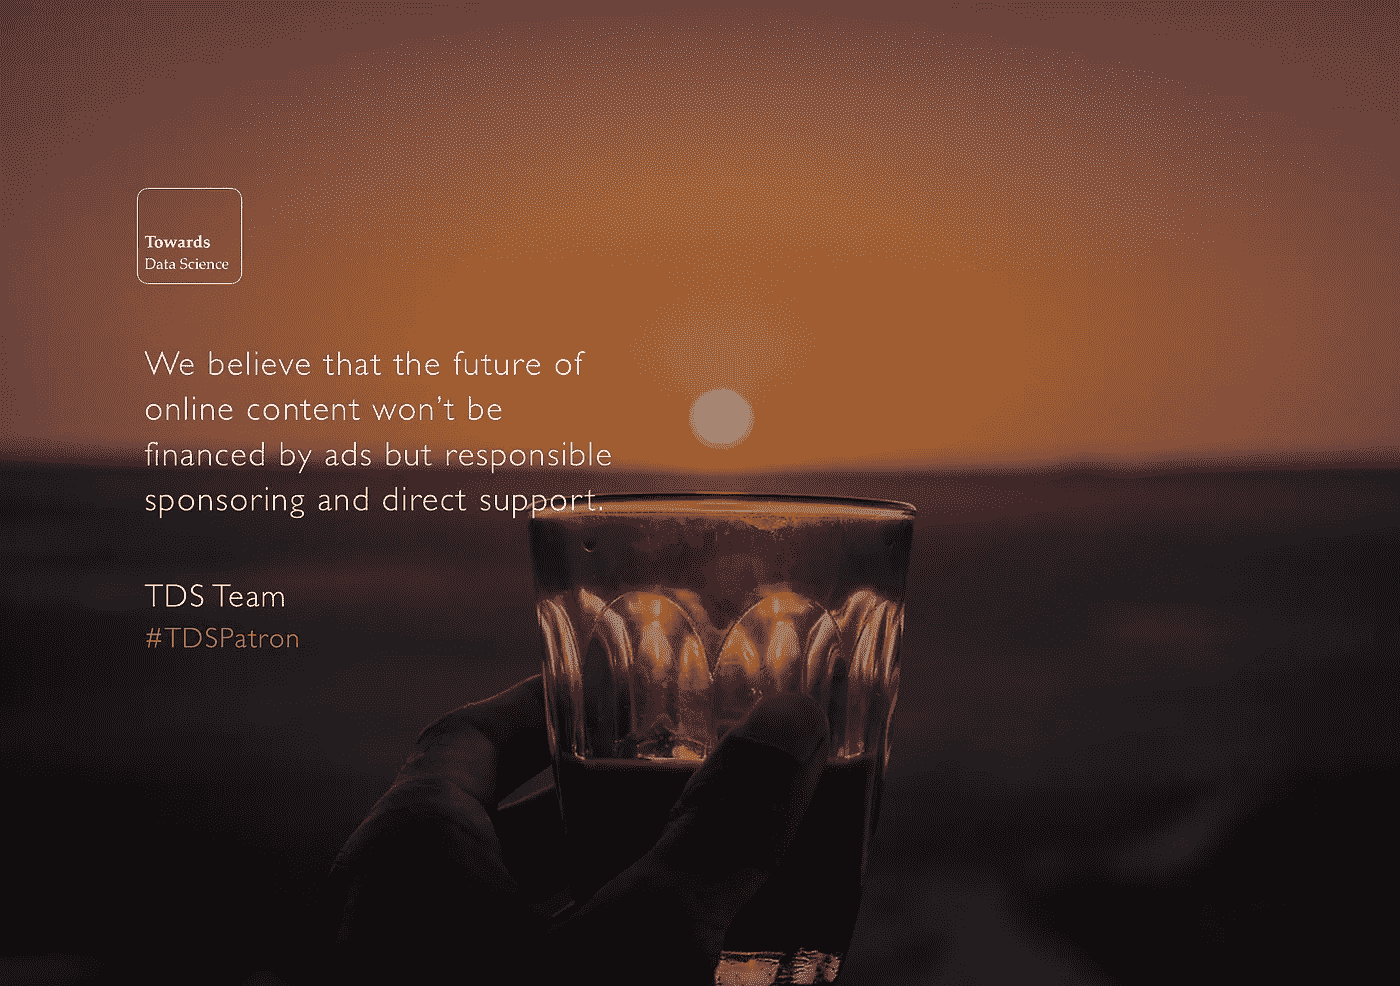 Towards
Data Science
We believe that the future of
online content won’t be
financed by ads but responsible
sponsoring and direct support.
TDS Team
#TDSPatron